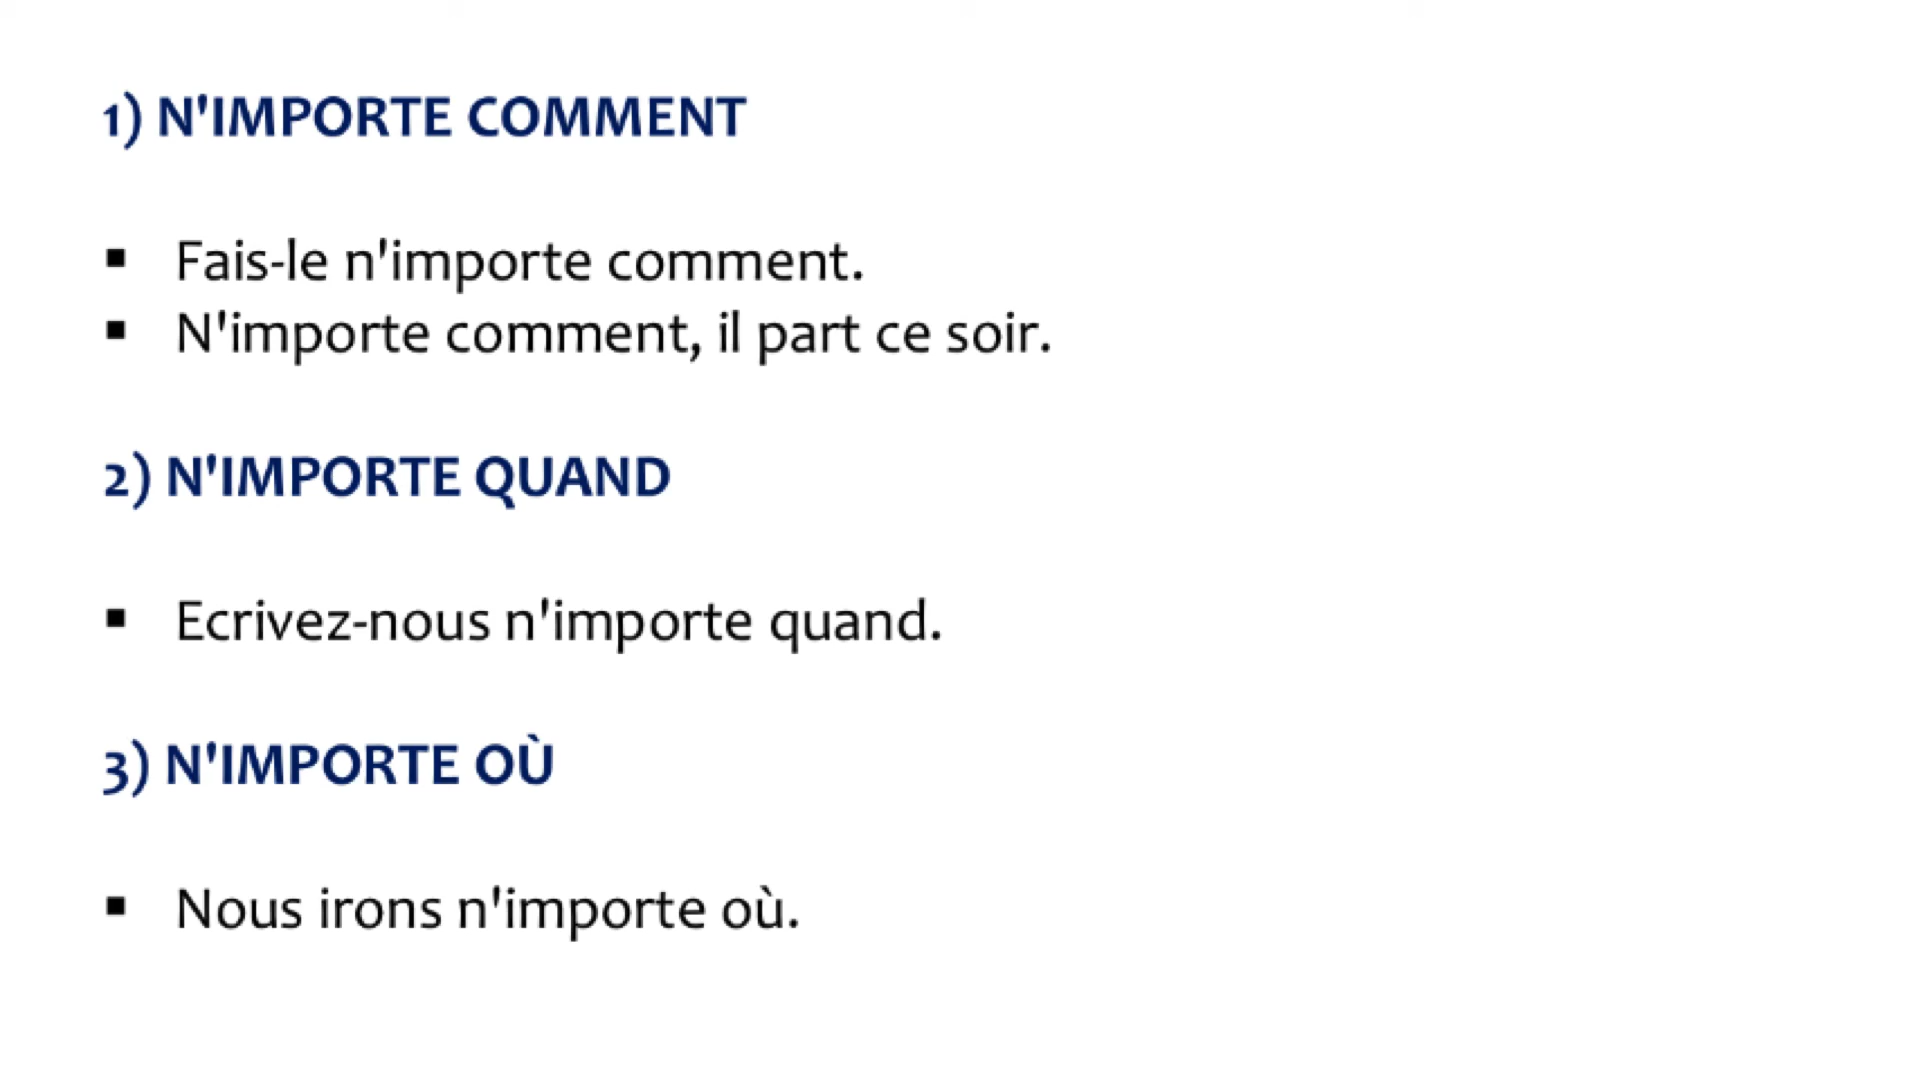 1) N'IMPORTE COMMENT
▪ Fais-le n'importe comment.
▪ N'importe comment, il part ce soir.
2) N'IMPORTE QUAND
▪ Ecrivez-nous n'importe quand.
3) N'IMPORTE OÙ
▪ Nous irons n'importe où.